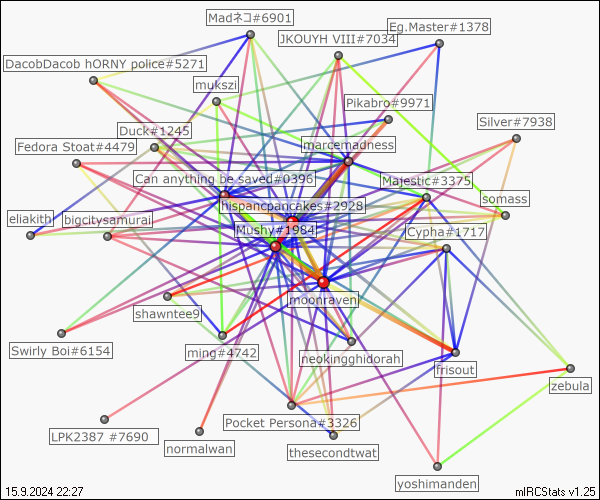 Madネコ#6901
Eg.Master#1378
JKOUYH VIII#7034
DacobDacob hORNY police#5271
mukszil
Pikabro#9971
Silver#7938
Duck#1245
Fedora Stoat#4479
marcemadness
Can anything be saved#0396
Majestic#3375
somass
hispancpancakes#2928
eliakith
bigcitysamurai
Mushy#1984
Cypha#1717
moonraven
shawntee9
Swirly Boi#6154
ming#4742
neokingghidorah
frisout
zebula
Pocket Persona#3326
LPK2387 #7690
normalwan
thesecondtwat
yoshimanden
15.9.2024 22:27
mIRCStats v1.25